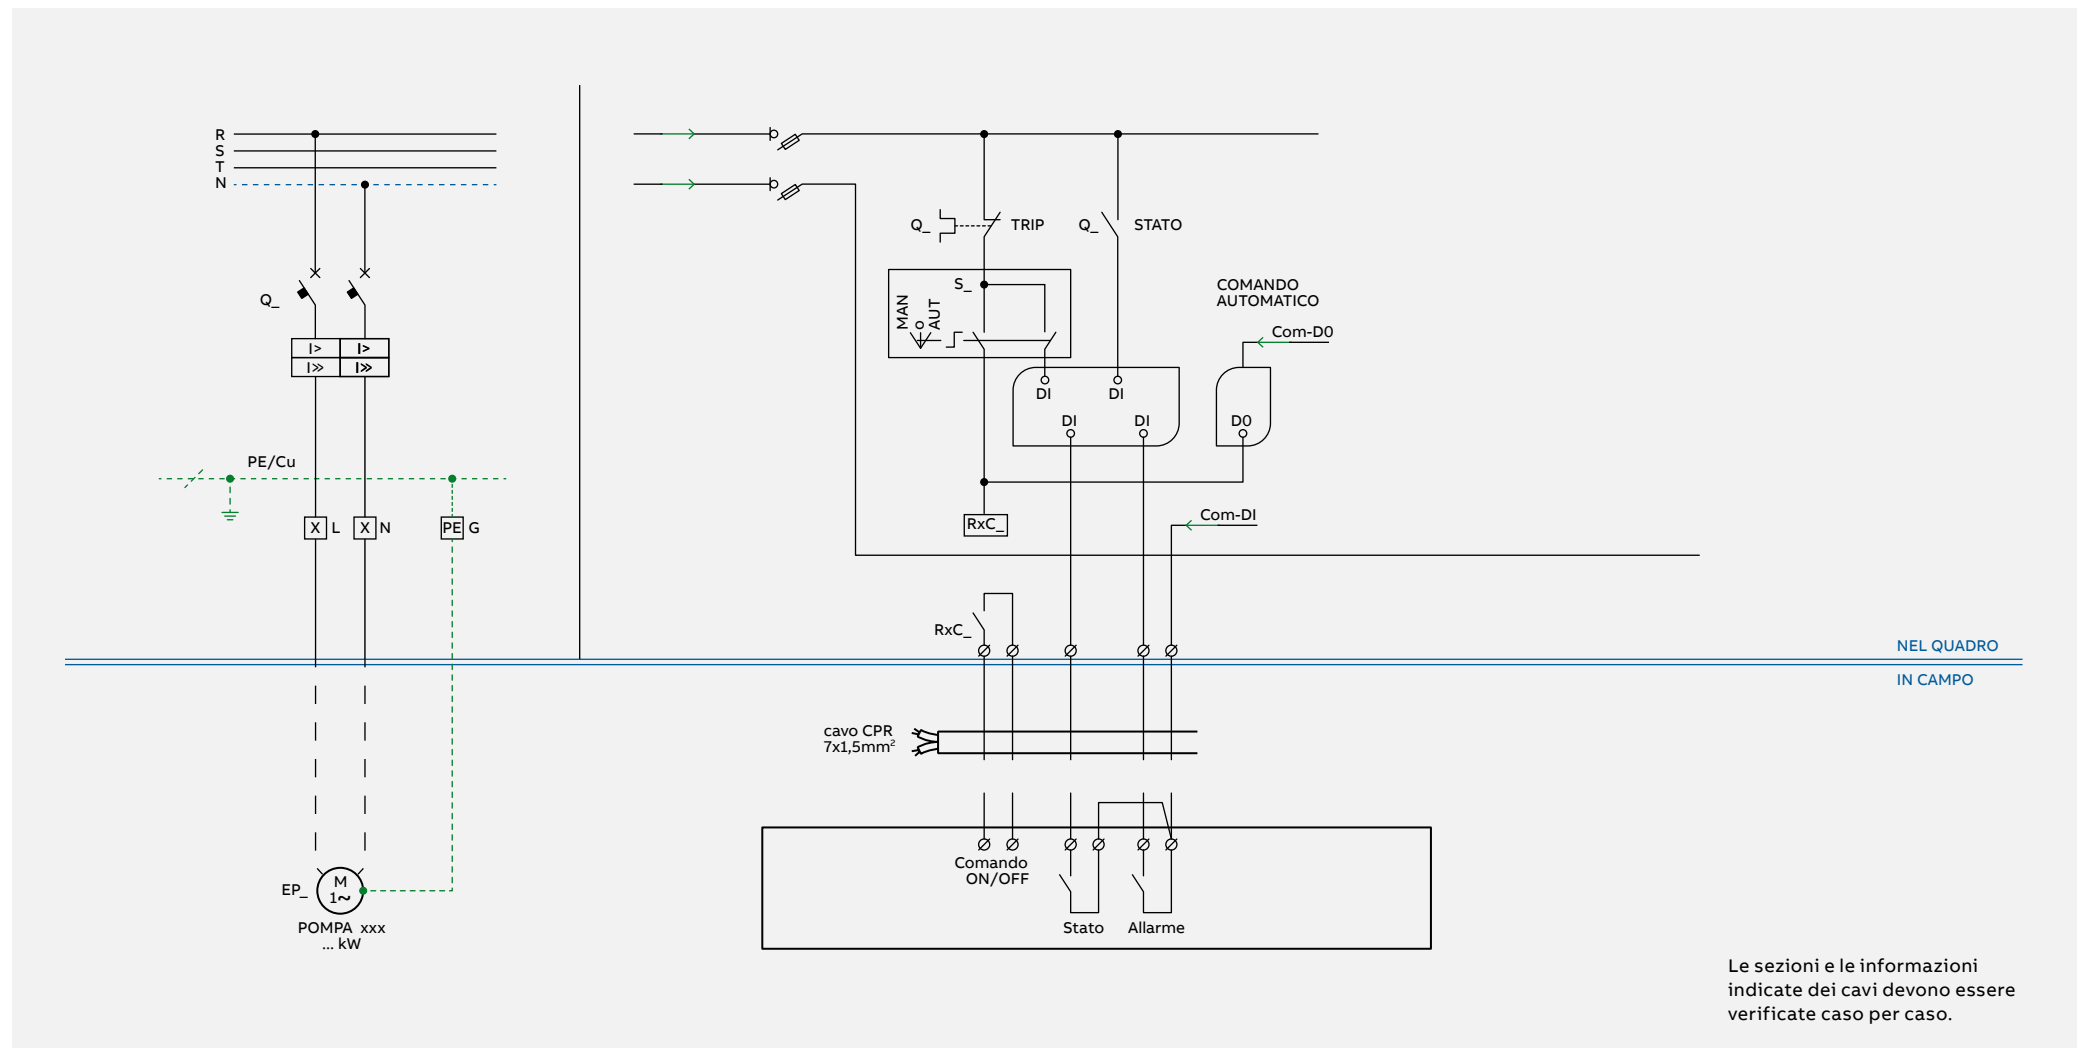 R
S
T
N
Q_
I>
I>
I≫
I≫
PE/Cu
X
L
X
N
PE
G
EP_
M
1~
POMPA xxx
... kW
Q_
TRIP
Q_
STATO
S_
MAN
O
AUT
COMANDO
AUTOMATICO
Com-D0
DI
DI
DI
DI
D0
RxC_
Com-DI
RxC_
NEL QUADRO
IN CAMPO
cavo CPR
7x1,5mm²
Comando
ON/OFF
Stato
Allarme
Le sezioni e le informazioni
indicate dei cavi devono essere
verificate caso per caso.